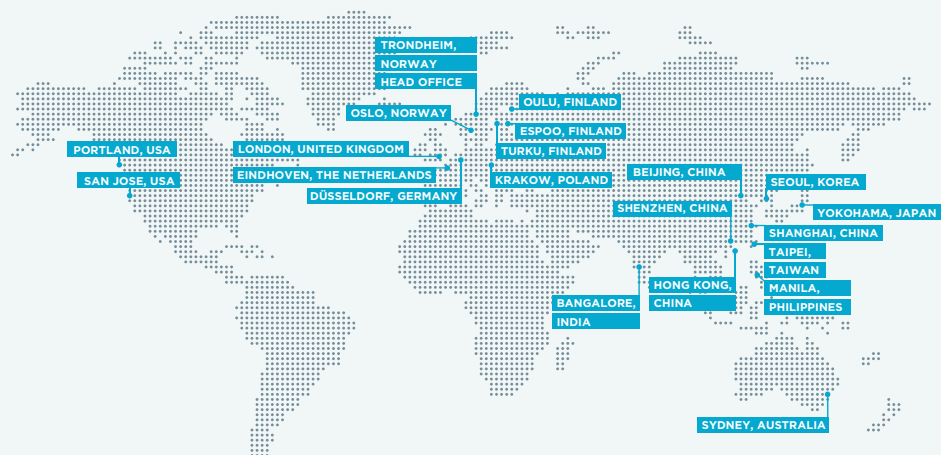 TRONDHEIM,
NORWAY
HEAD OFFICE
OSLO, NORWAY
OULU, FINLAND
ESPOO, FINLAND
TURKU, FINLAND
PORTLAND, USA
LONDON, UNITED KINGDOM
SAN JOSE, USA
EINDHOVEN, THE NETHERLANDS
KRAKOW, POLAND
DÜSSELDORF, GERMANY
BEIJING, CHINA
SEOUL, KOREA
SHENZHEN, CHINA
YOKOHAMA, JAPAN
SHANGHAI, CHINA
TAIPEI,
TAIWAN
HONG KONG,
CHINA
MANILA,
PHILIPPINES
BANGALORE,
INDIA
SYDNEY, AUSTRALIA